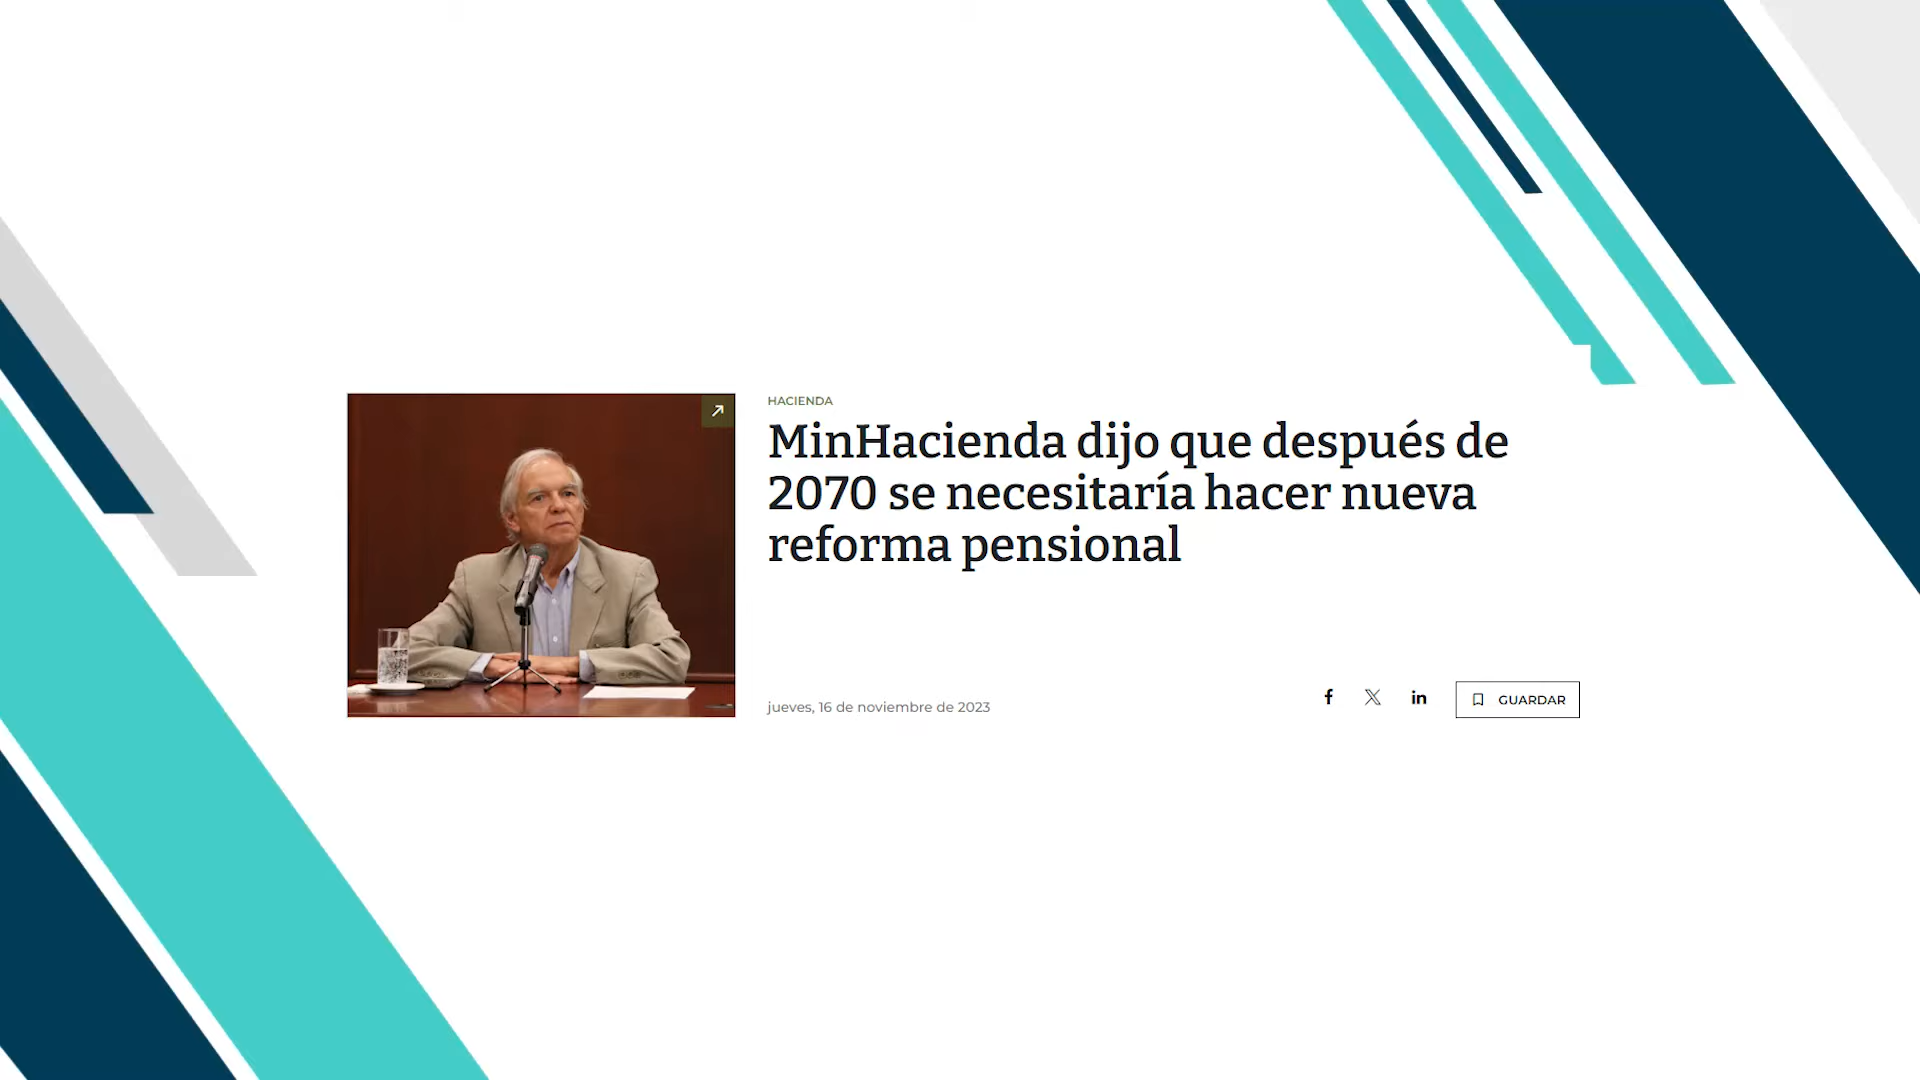 HACIENDA
MinHacienda dijo que después de
2070 se necesitaría hacer nueva
reforma pensional
jueves, 16 de noviembre de 2023
GUARDAR